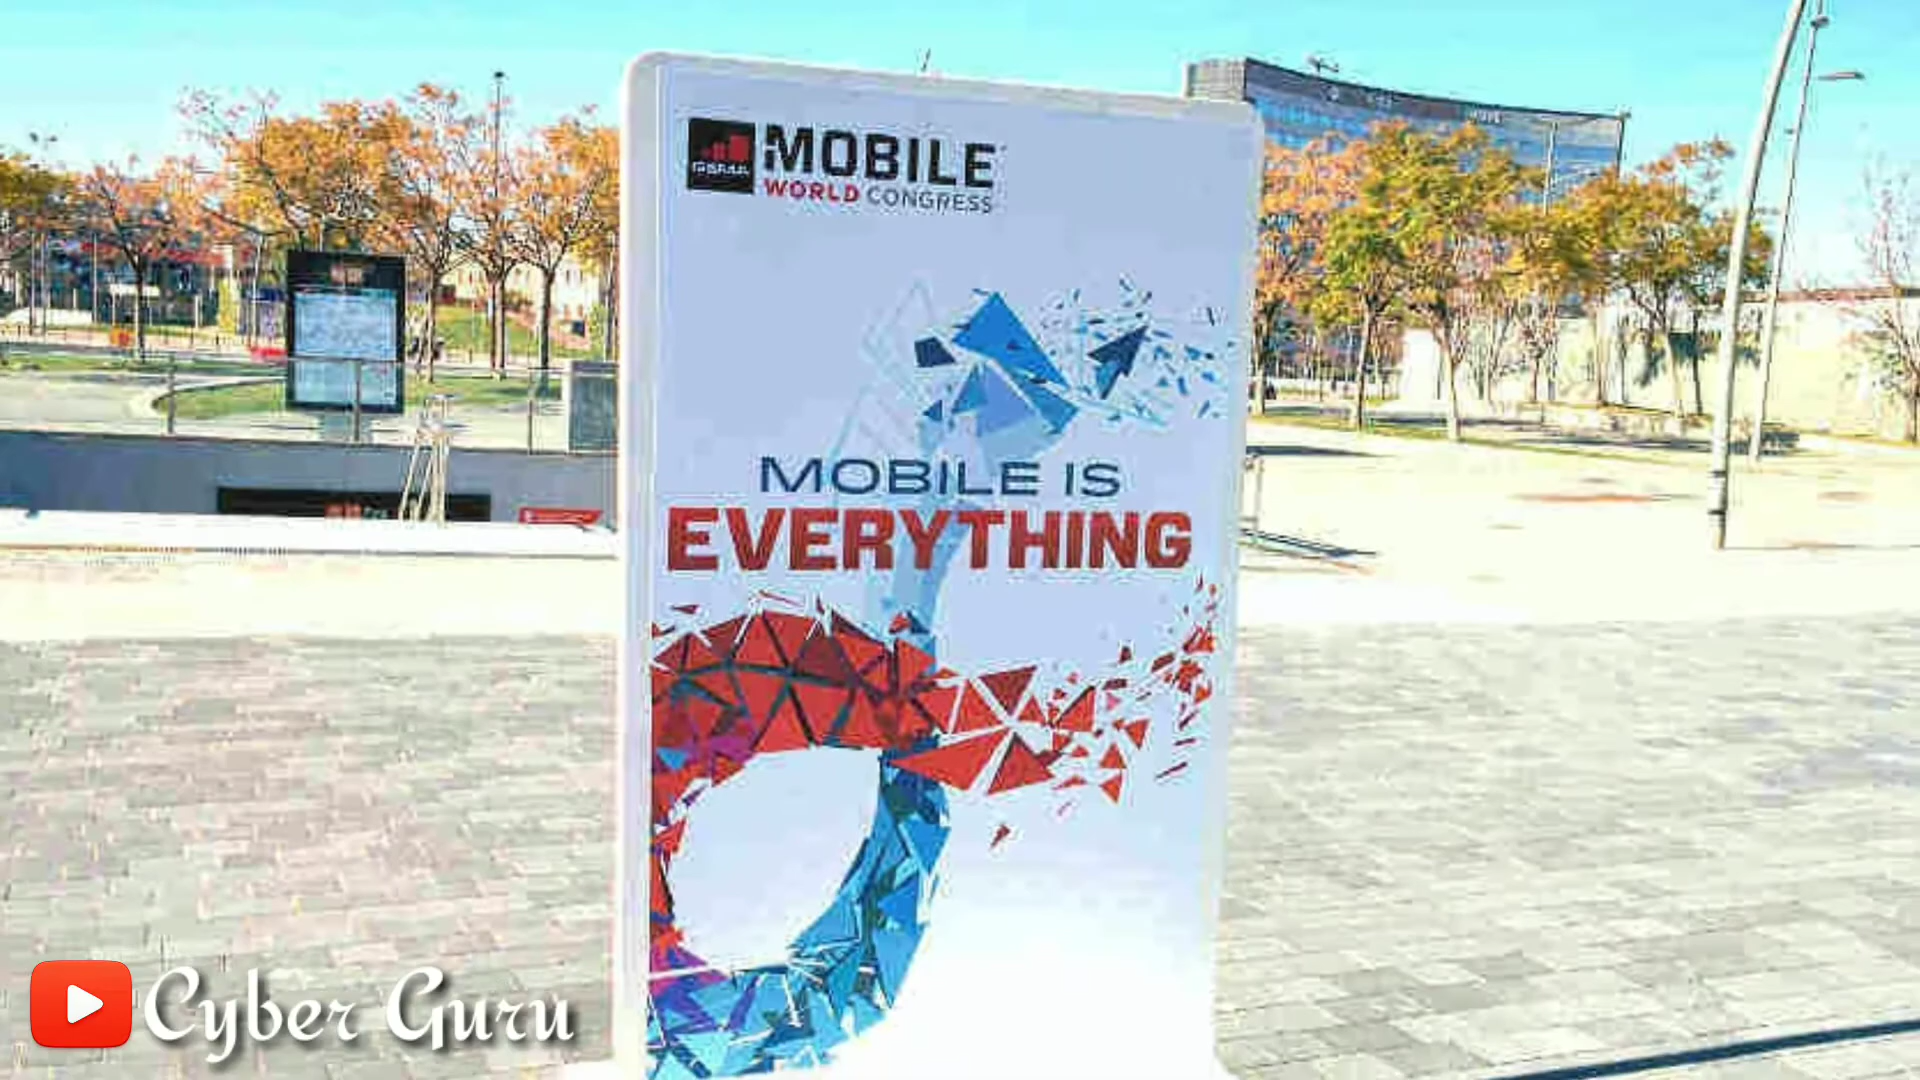 GSMA
MOBILE
WORLD CONGRESS
MOBILE IS
EVERYTHING
Cyber Guru